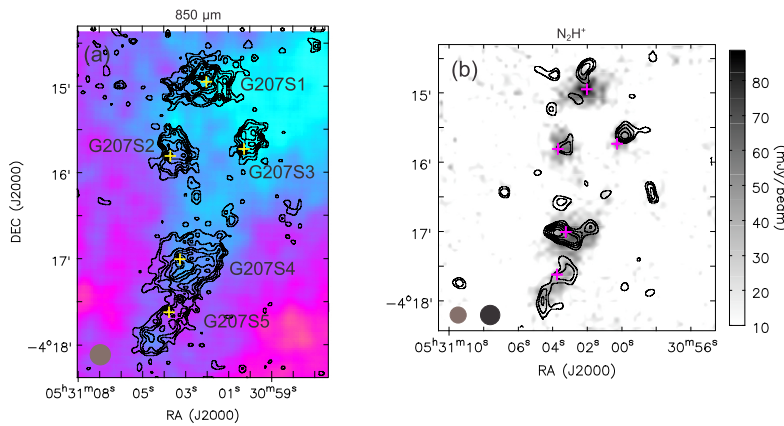 850 μm
(a)
G207S1
G207S2
G207S3
G207S4
G207S5
15'
16'
17'
−4°18'
DEC (J2000)
05ʰ31ᵐ08ˢ 05ˢ 03ˢ 01ˢ 30ᵐ59ˢ
RA (J2000)
N₂H⁺
(b)
15'
16'
17'
−4°18'
05ʰ31ᵐ10ˢ 06ˢ 04ˢ 02ˢ 00ˢ 30ᵐ56ˢ
RA (J2000)
80
70
60
50
40
30
20
10
(mJy/beam)